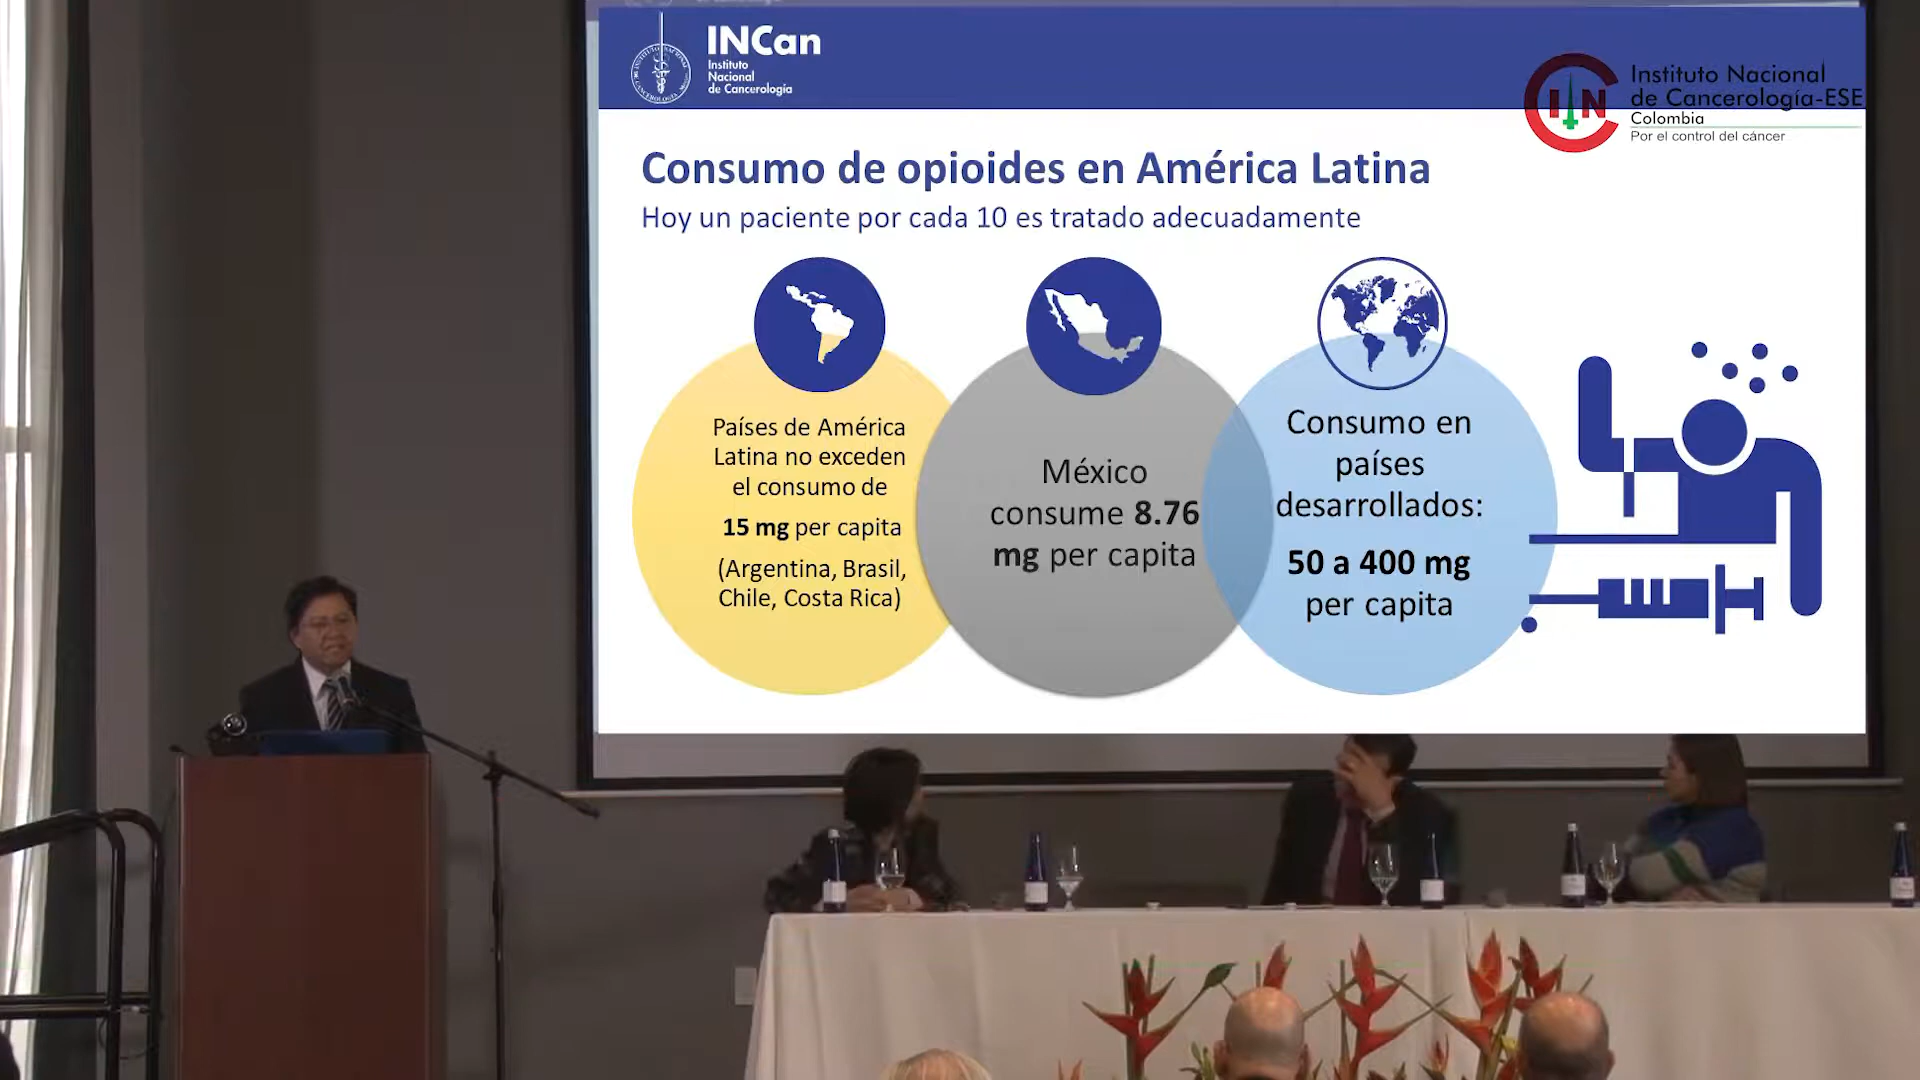 INCan
Instituto
Nacional
de Cancerología
Instituto Nacional
de Cancerología-ESE
Colombia
Por el control del cáncer
Consumo de opioides en América Latina
Hoy un paciente por cada 10 es tratado adecuadamente
Países de América
Latina no exceden
el consumo de
15 mg per capita
(Argentina, Brasil,
Chile, Costa Rica)
México
consume 8.76
mg per capita
Consumo en
países
desarrollados:
50 a 400 mg
per capita